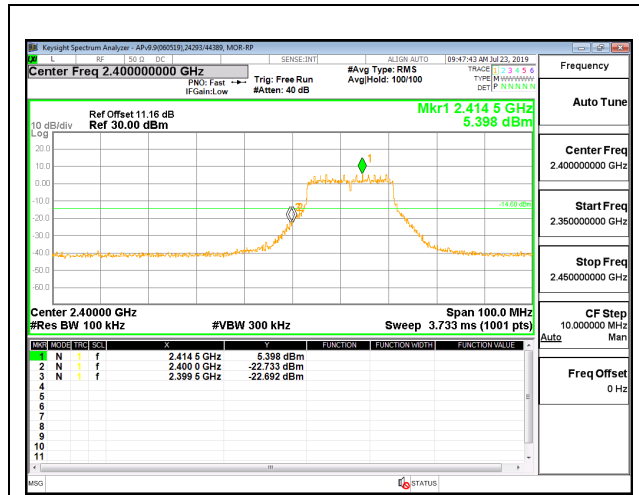 Keysight Spectrum Analyzer - APv9.9(060519),24293/44389, MOR-RP
L RF 50 Ω DC SENSE:INT ALIGN AUTO 09:47:43 AM Jul 23, 2019
Center Freq 2.400000000 GHz
PNO: Fast
IFGain:Low
Trig: Free Run
#Atten: 40 dB
#Avg Type: RMS
Avg|Hold: 100/100
TRACE 1 2 3 4 5 6
TYPE M WWWWW
DET P N N N N N
Frequency
Auto Tune
Center Freq
2.400000000 GHz
Start Freq
2.350000000 GHz
Stop Freq
2.450000000 GHz
CF Step
10.000000 MHz
Auto Man
Freq Offset
0 Hz
Mkr1 2.414 5 GHz
5.398 dBm
Ref Offset 11.16 dB
10 dB/div Ref 30.00 dBm
Log
20.0
10.0
0.00
-10.0
-20.0
-30.0
-40.0
-50.0
-60.0
1
-14.60 dBm
Center 2.40000 GHz Span 100.0 MHz
#Res BW 100 kHz #VBW 300 kHz Sweep 3.733 ms (1001 pts)
MKR MODE TRC SCL X Y FUNCTION FUNCTION WIDTH FUNCTION VALUE
1 N 1 f 2.414 5 GHz 5.398 dBm
2 N 1 f 2.400 0 GHz -22.733 dBm
3 N 1 f 2.399 5 GHz -22.692 dBm
4
5
6
7
8
9
10
11
MSG STATUS